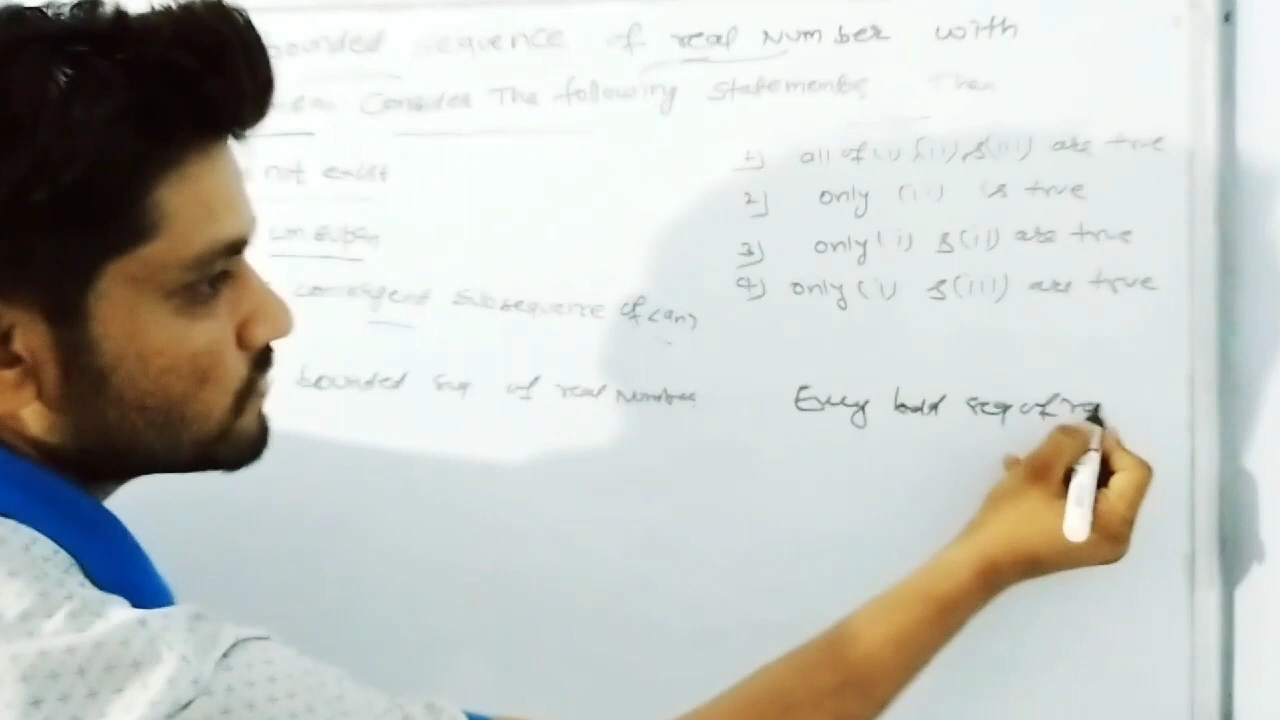 bounded sequence of real Number with
Consider The following statements Then
not exist
1) all of (i) (ii) & (iii) are true
2) only (ii) is true
3) only (i) & (ii) are true
4) only (i) & (iii) are true
convergent subsequence of <an>
bounded seq of real Number
Every bdd seq of re